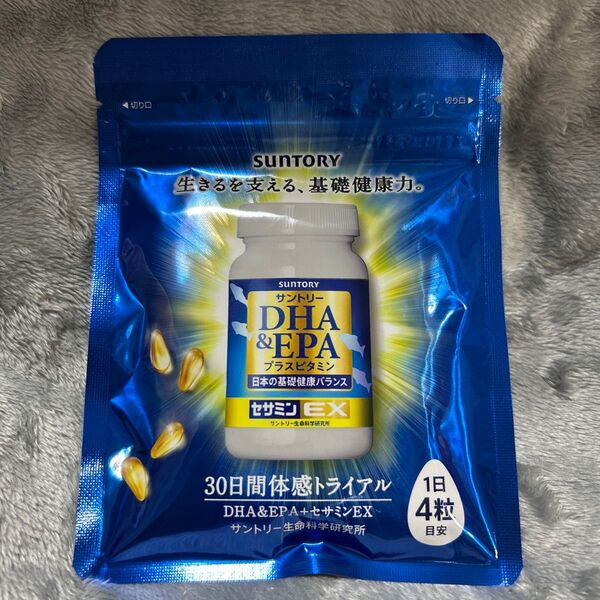 切り口
切り口
SUNTORY
生きるを支える、基礎健康力。
SUNTORY
サントリー
DHA
&EPA
プラスビタミン
日本の基礎健康バランス
セサミンEX
サントリー生命科学研究所
30日間体感トライアル
DHA&EPA+セサミンEX
サントリー生命科学研究所
1日
4粒
目安